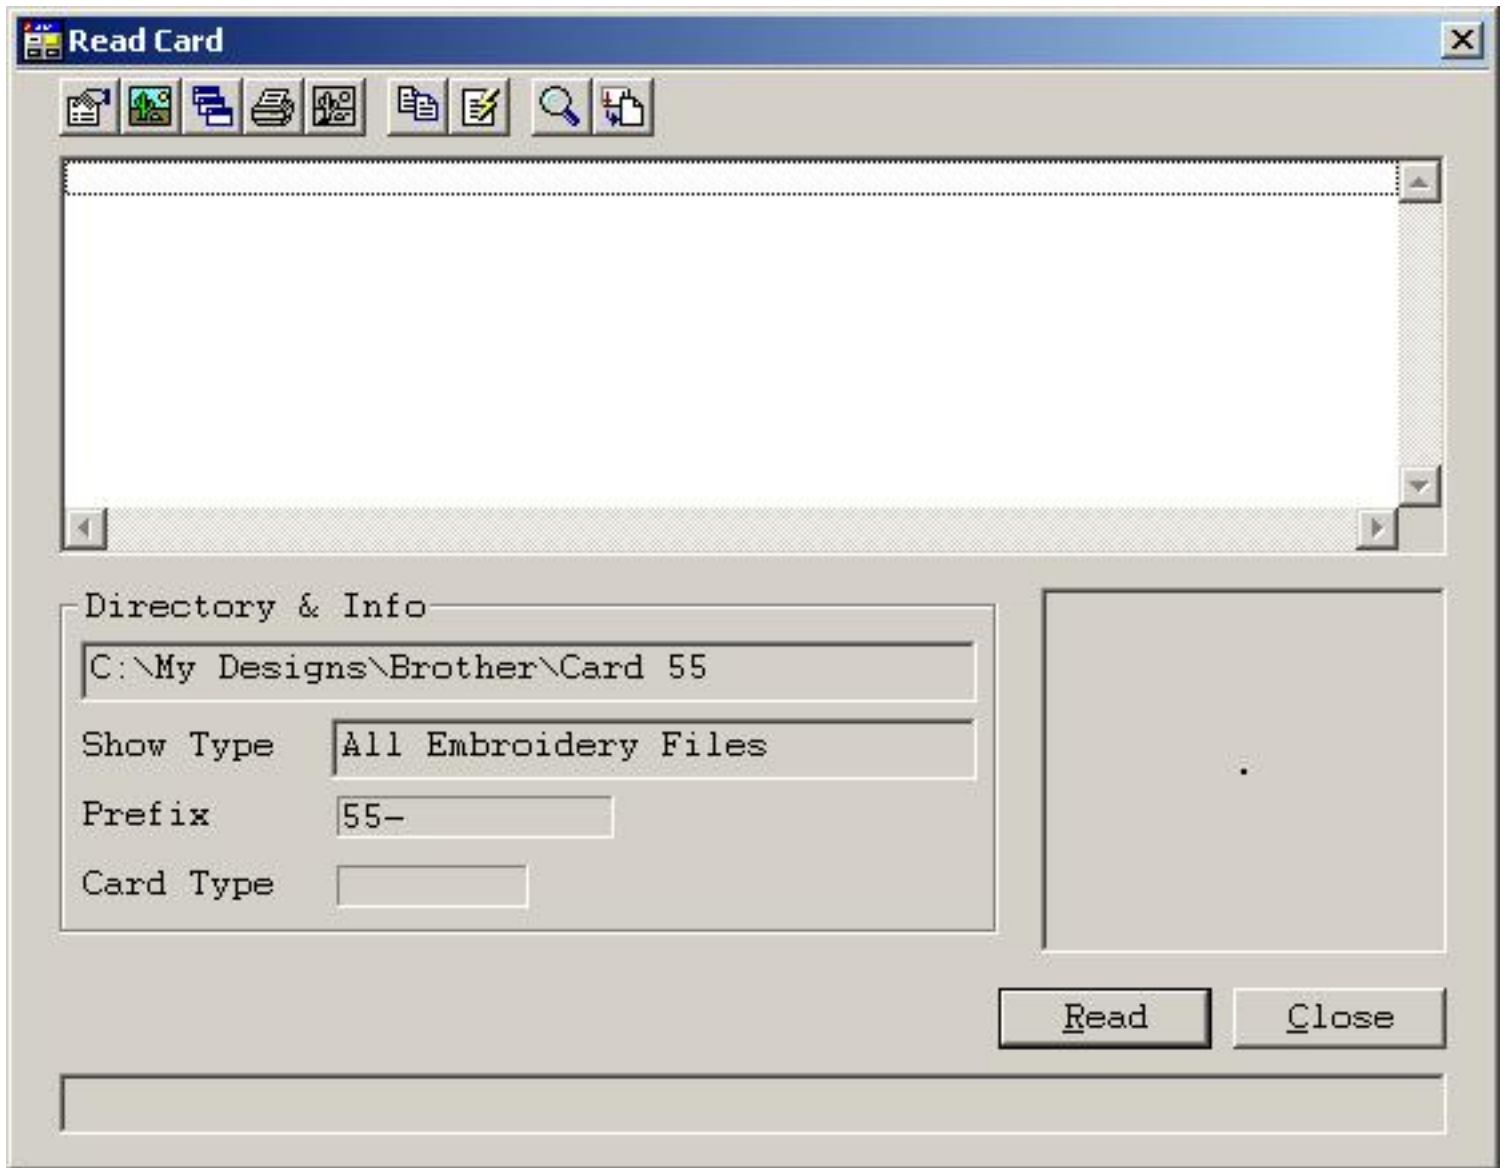 Read Card
Directory & Info
C:\My Designs\Brother\Card 55
Show Type All Embroidery Files
Prefix 55-
Card Type
Read Close